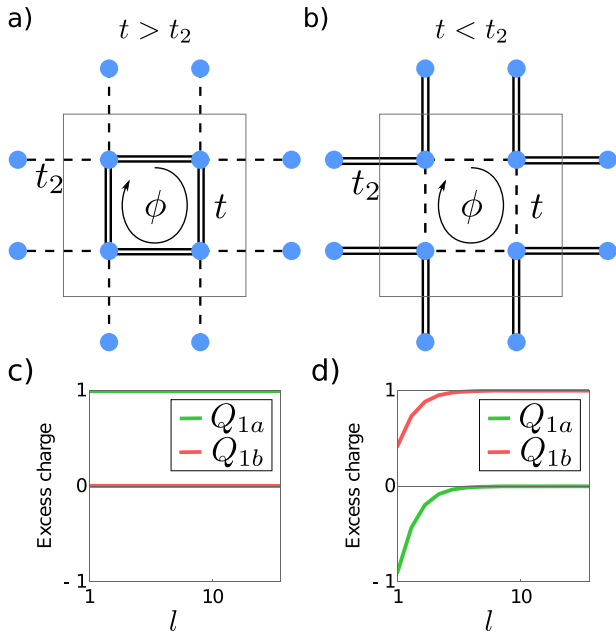 a)
t > t₂
t₂
t
ϕ
b)
t < t₂
t₂
t
ϕ
c)
Excess charge
1
0
- 1
1
10
l
Q₁ₐ
Q₁b
d)
Excess charge
1
0
- 1
1
10
l
Q₁ₐ
Q₁b